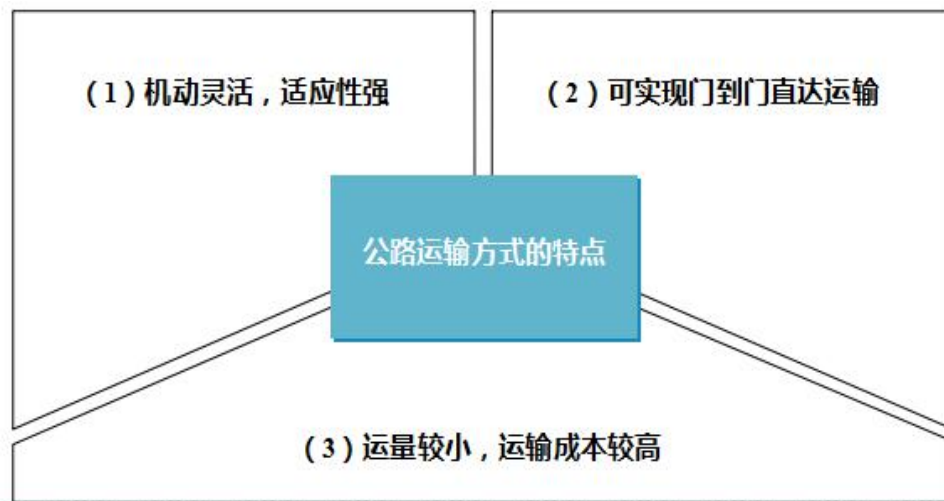 （1）机动灵活，适应性强
（2）可实现门到门直达运输
公路运输方式的特点
（3）运量较小，运输成本较高